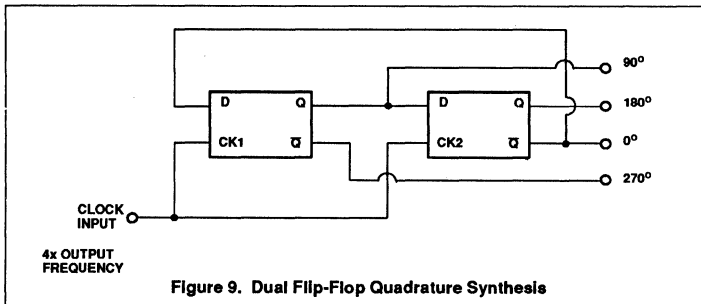 90°
D Q
D Q
180°
CK1 Q̅
CK2 Q̅
0°
270°
CLOCK
INPUT
4x OUTPUT
FREQUENCY
Figure 9. Dual Flip-Flop Quadrature Synthesis